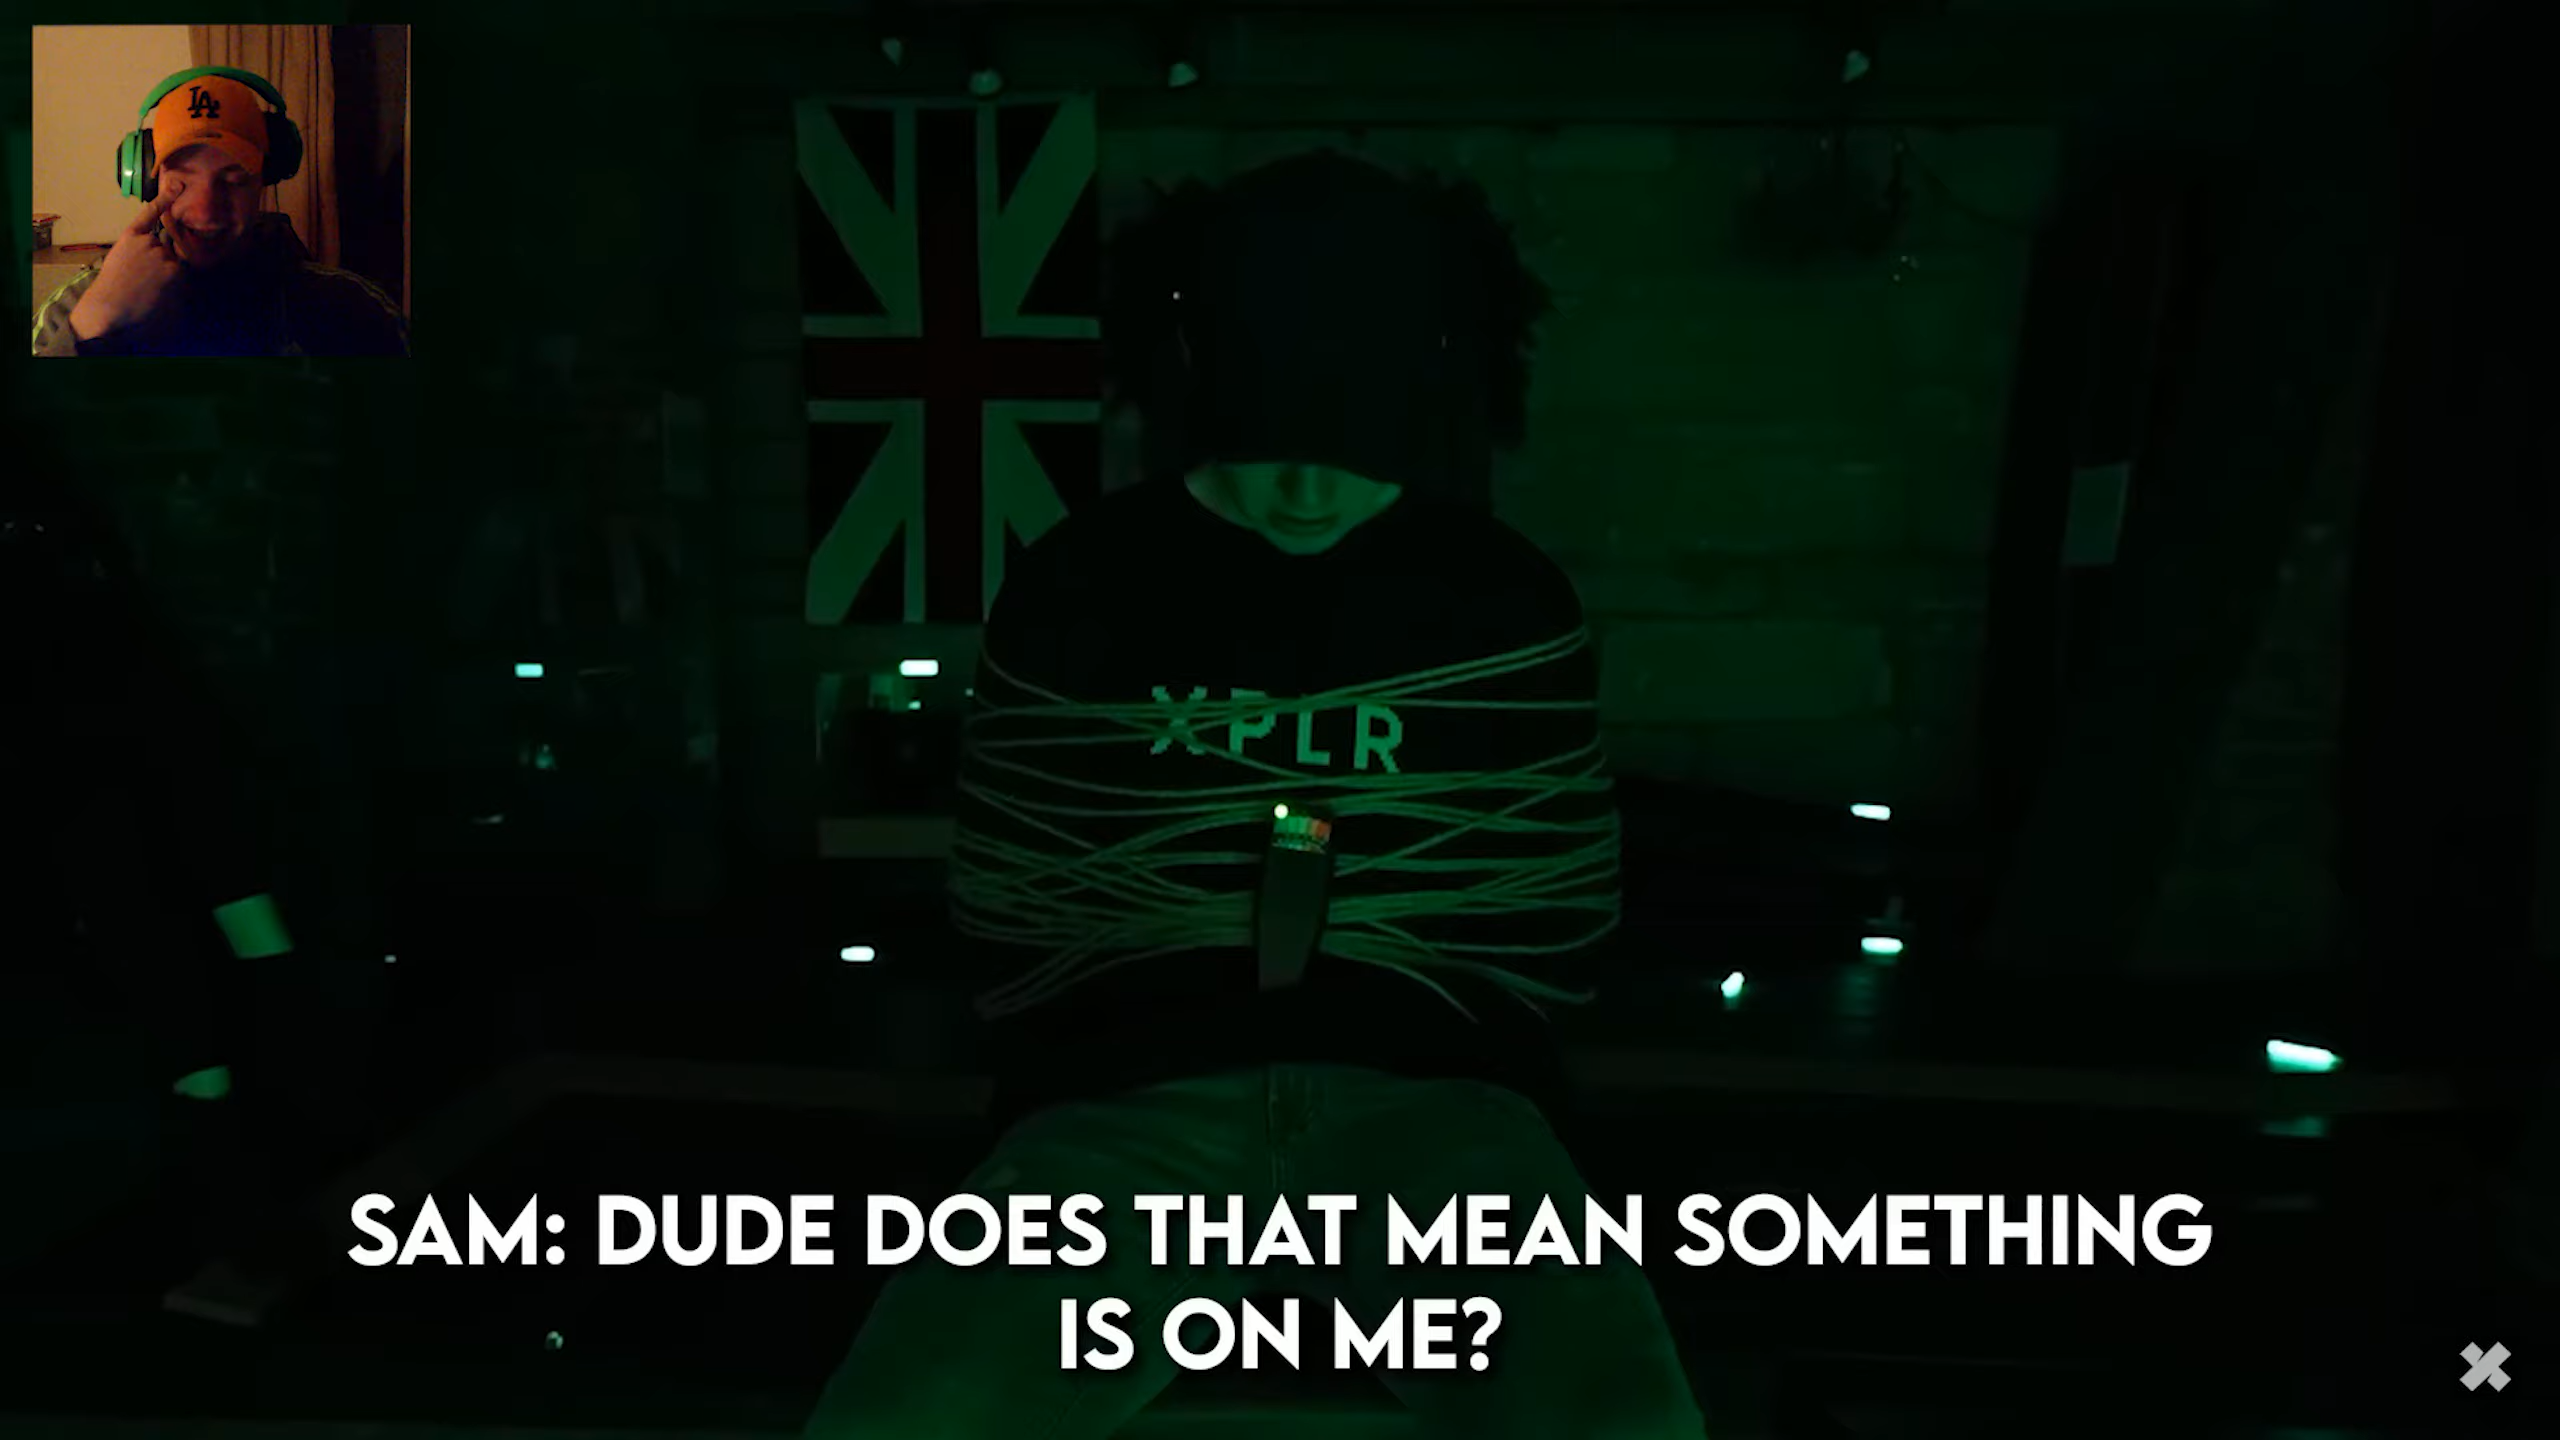 LA
XPLR
SAM: DUDE DOES THAT MEAN SOMETHING
IS ON ME?